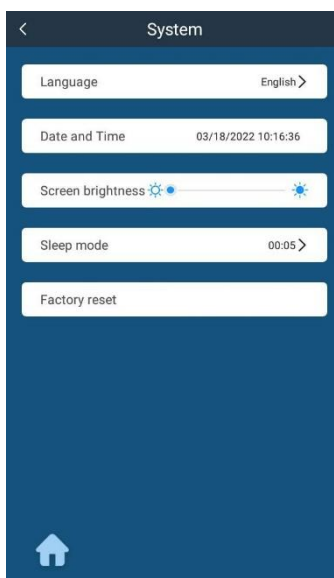 System
Language English
Date and Time 03/18/2022 10:16:36
Screen brightness
Sleep mode 00:05
Factory reset